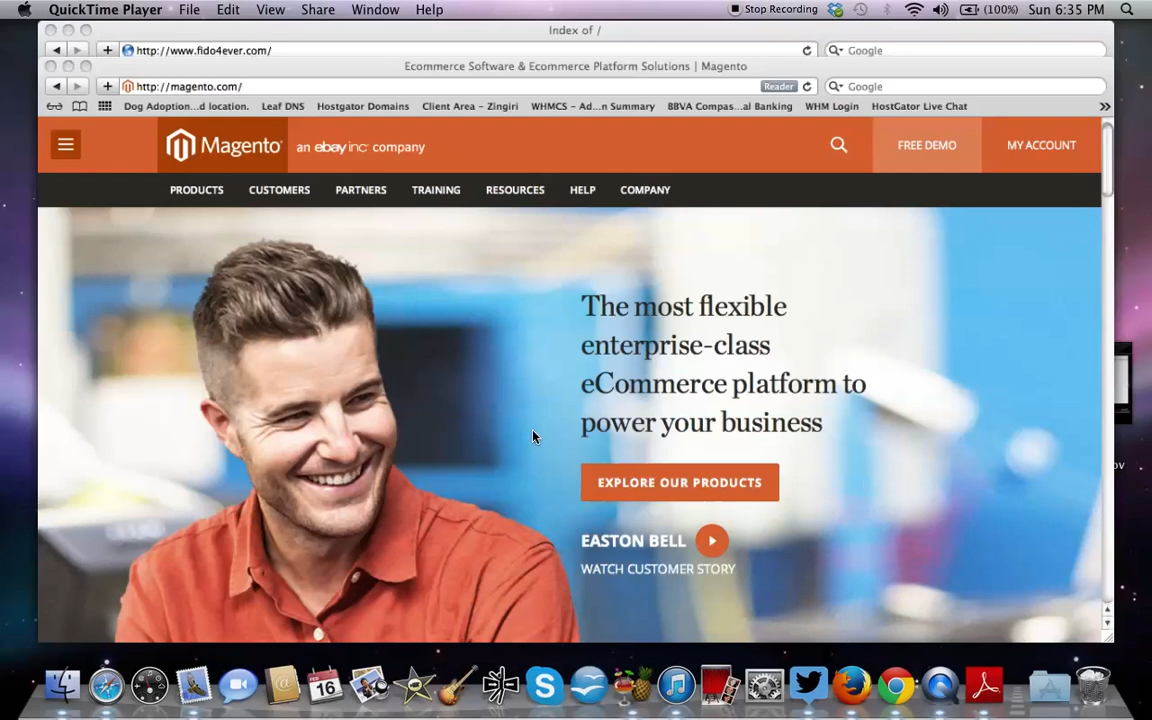 QuickTime Player File Edit View Share Window Help Stop Recording (100%) Sun 6:35 PM
Index of /
http://www.fido4ever.com/ Google
Ecommerce Software & Ecommerce Platform Solutions | Magento
http://magento.com/ Reader Google
Dog Adoption...d location. Leaf DNS Hostgator Domains Client Area – Zingiri WHMCS – Ad...n Summary BBVA Compas...al Banking WHM Login HostGator Live Chat
Magento an ebay inc company FREE DEMO MY ACCOUNT
PRODUCTS CUSTOMERS PARTNERS TRAINING RESOURCES HELP COMPANY
The most flexible
enterprise-class
eCommerce platform to
power your business
EXPLORE OUR PRODUCTS
EASTON BELL
WATCH CUSTOMER STORY
ov
FEB
16